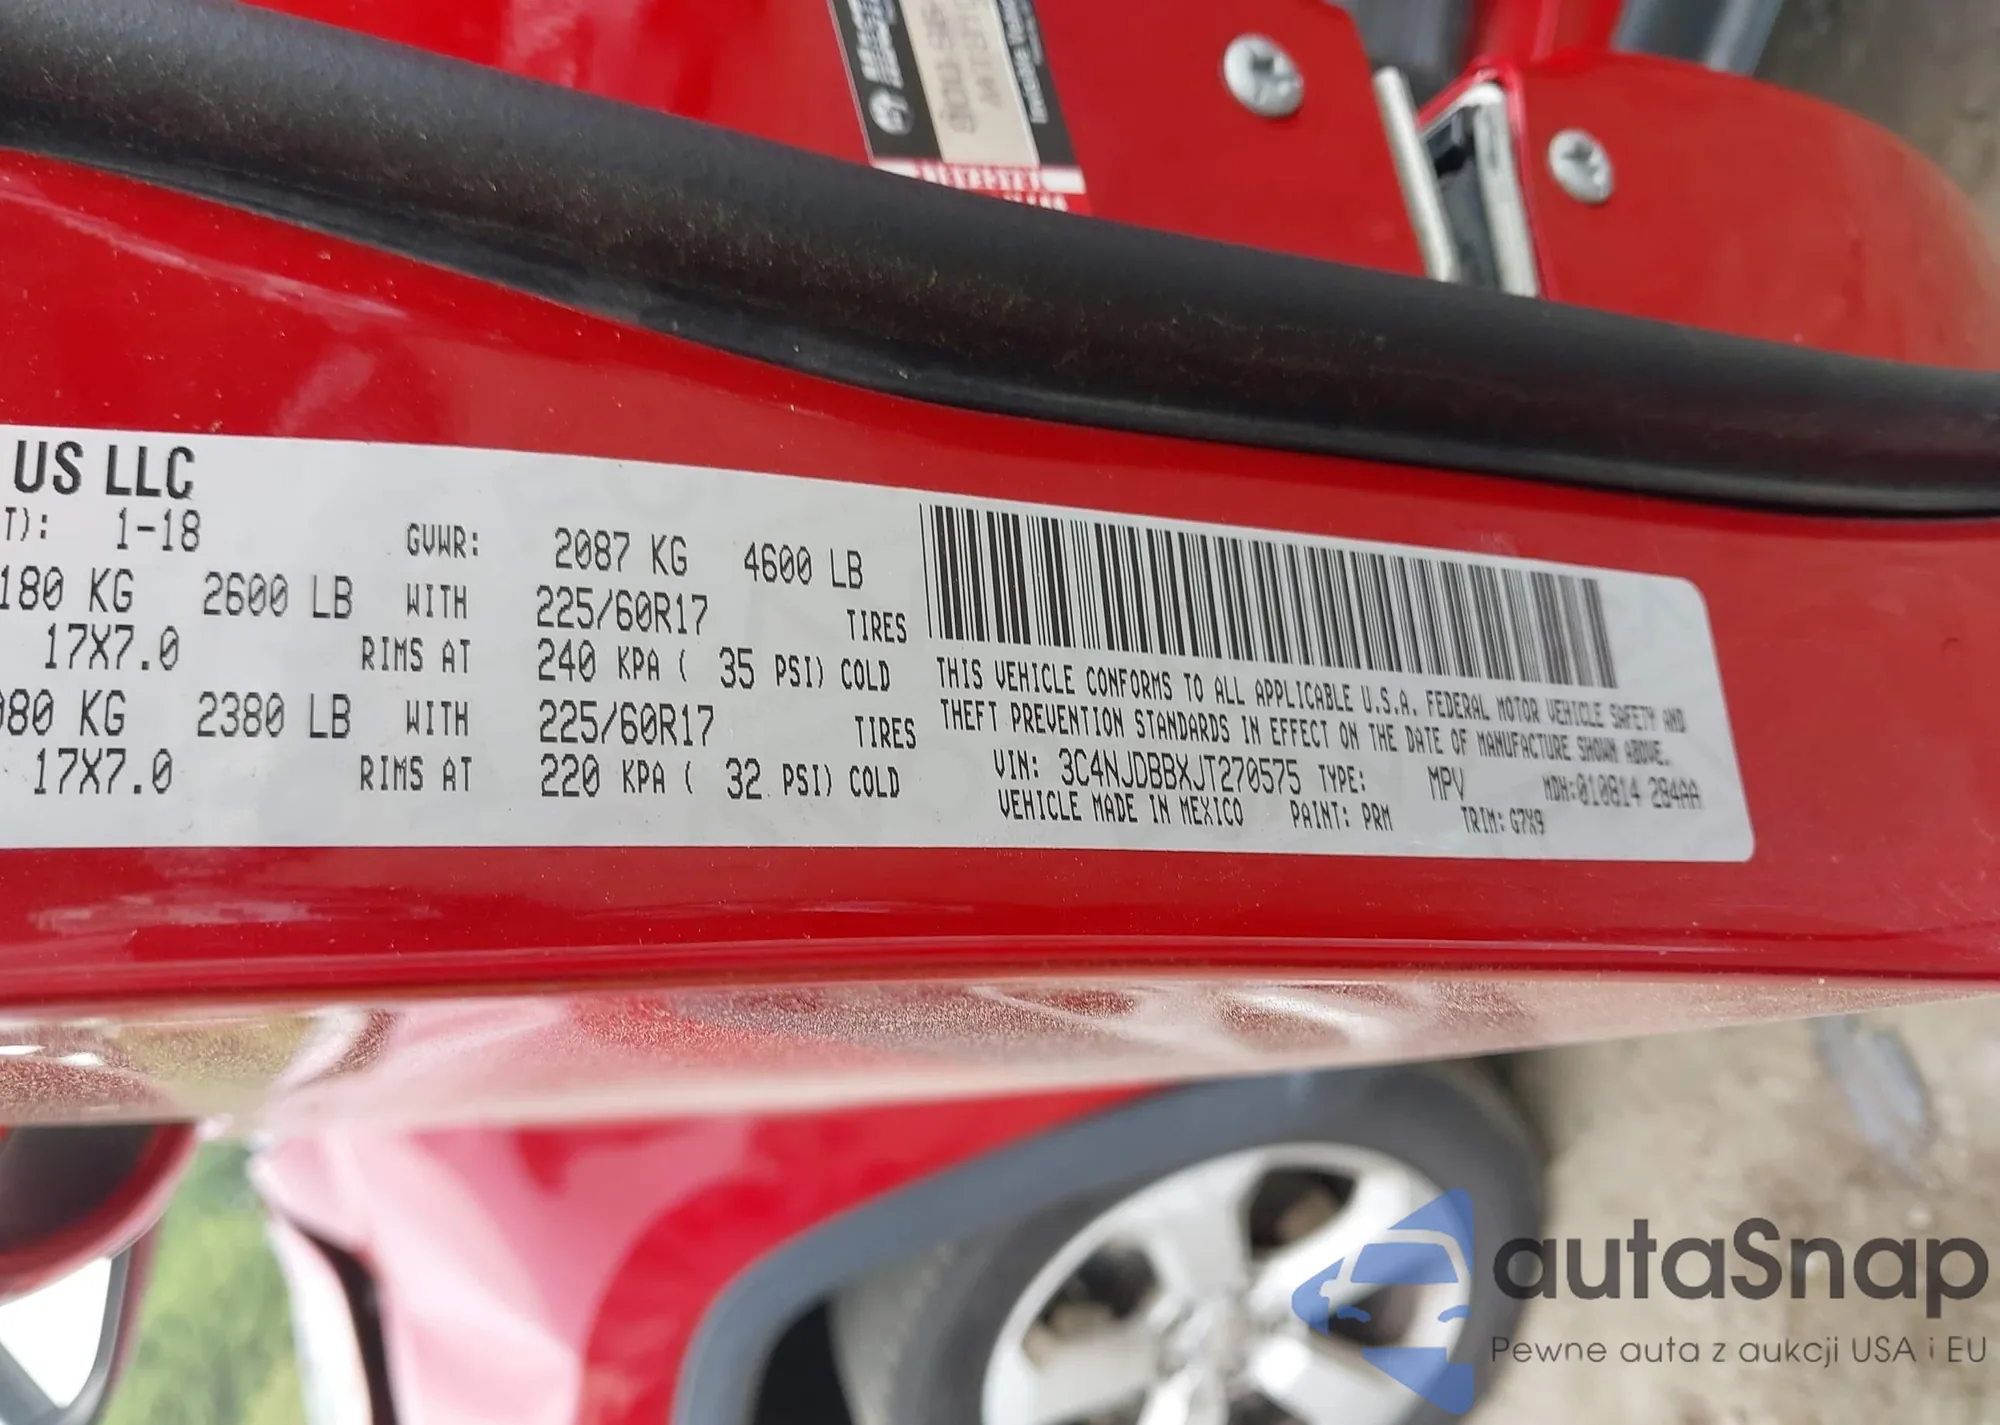 US LLC
T): 1-18 GVWR: 2087 KG 4600 LB
180 KG 2600 LB WITH 225/60R17 TIRES
17X7.0 RIMS AT 240 KPA ( 35 PSI) COLD
080 KG 2380 LB WITH 225/60R17 TIRES
17X7.0 RIMS AT 220 KPA ( 32 PSI) COLD
THIS VEHICLE CONFORMS TO ALL APPLICABLE U.S.A. FEDERAL MOTOR VEHICLE SAFETY AND
THEFT PREVENTION STANDARDS IN EFFECT ON THE DATE OF MANUFACTURE SHOWN ABOVE.
VIN: 3C4NJDBBXJT270575 TYPE: MPV MDH:010814 284AA
VEHICLE MADE IN MEXICO PAINT: PRM TRIM: G7X9
autaSnap
Pewne auta z aukcji USA i EU